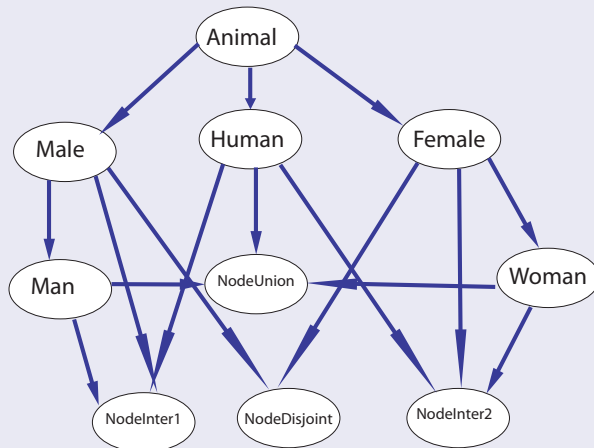 Animal
Male
Human
Female
Man
NodeUnion
Woman
NodeInter1
NodeDisjoint
NodeInter2